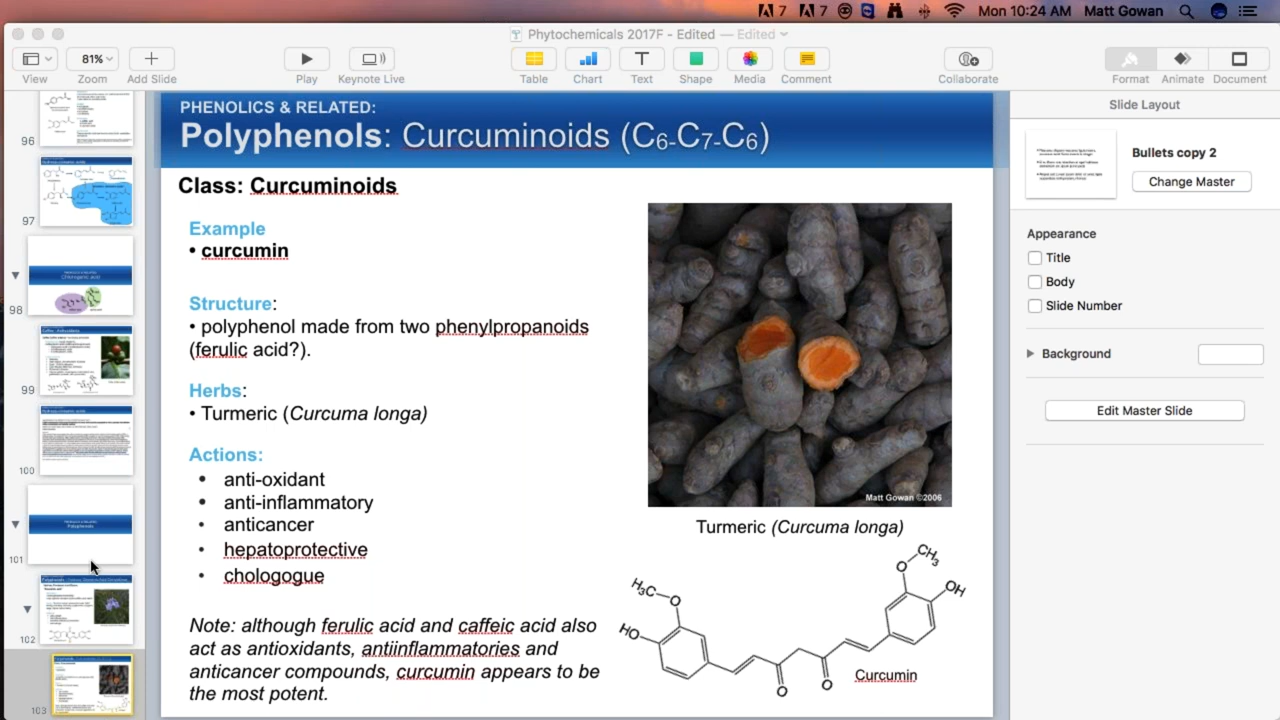 7 7 Mon 10:24 AM Matt Gowan
Phytochemicals 2017F - Edited — Edited
81%
View Zoom Add Slide Play Keynote Live Table Chart Text Shape Media Comment Collaborate Format Animate Document
96
97
98
99
100
101
102
103
PHENOLICS & RELATED:
Polyphenols: Curcuminoids (C6-C7-C6)
Class: Curcuminoids
Example
• curcumin
Structure:
• polyphenol made from two phenylpropanoids
(ferulic acid?).
Herbs:
• Turmeric (Curcuma longa)
Actions:
• anti-oxidant
• anti-inflammatory
• anticancer
• hepatoprotective
• chologogue
Note: although ferulic acid and caffeic acid also
act as antioxidants, antiinflammatories and
anticancer compounds, curcumin appears to be
the most potent.
Matt Gowan ©2006
Turmeric (Curcuma longa)
CH3
O
OH
H3C
O
HO
O
O
Curcumin
Slide Layout
Bullets copy 2
Change Master
Appearance
Title
Body
Slide Number
Background
Edit Master Slide